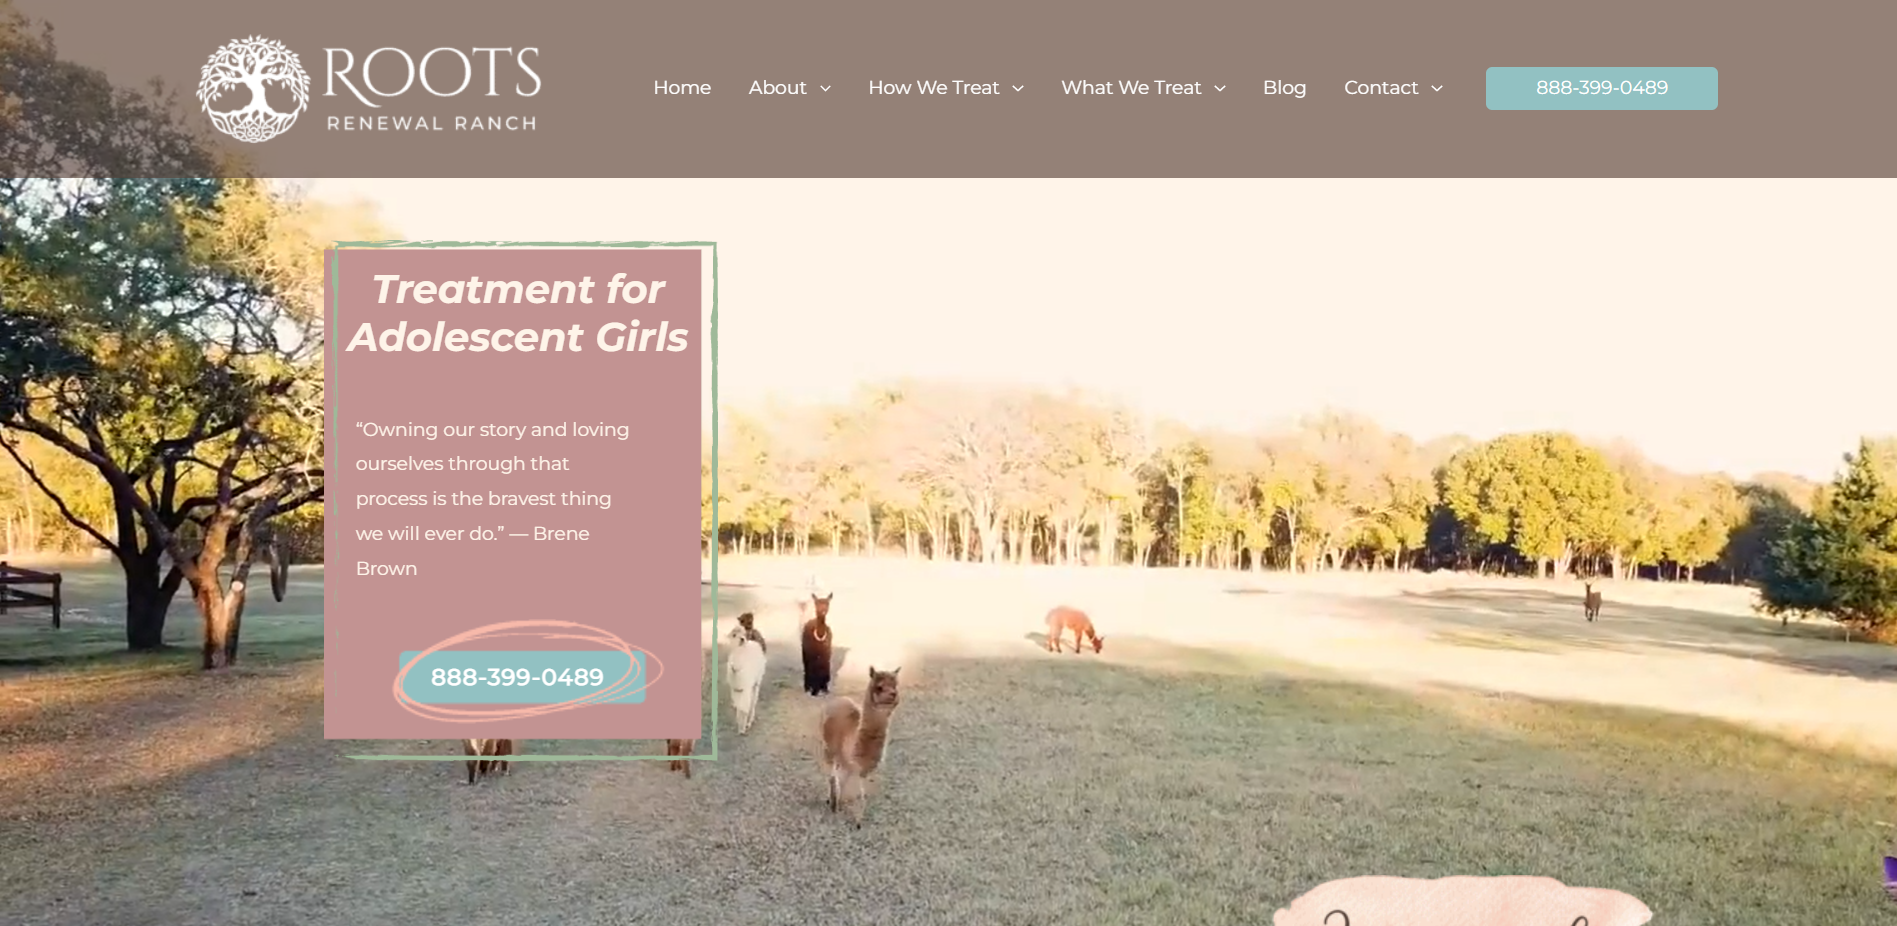 ROOTS
RENEWAL RANCH
Home
About
How We Treat
What We Treat
Blog
Contact
888-399-0489
Treatment for
Adolescent Girls
“Owning our story and loving
ourselves through that
process is the bravest thing
we will ever do.” — Brene
Brown
888-399-0489